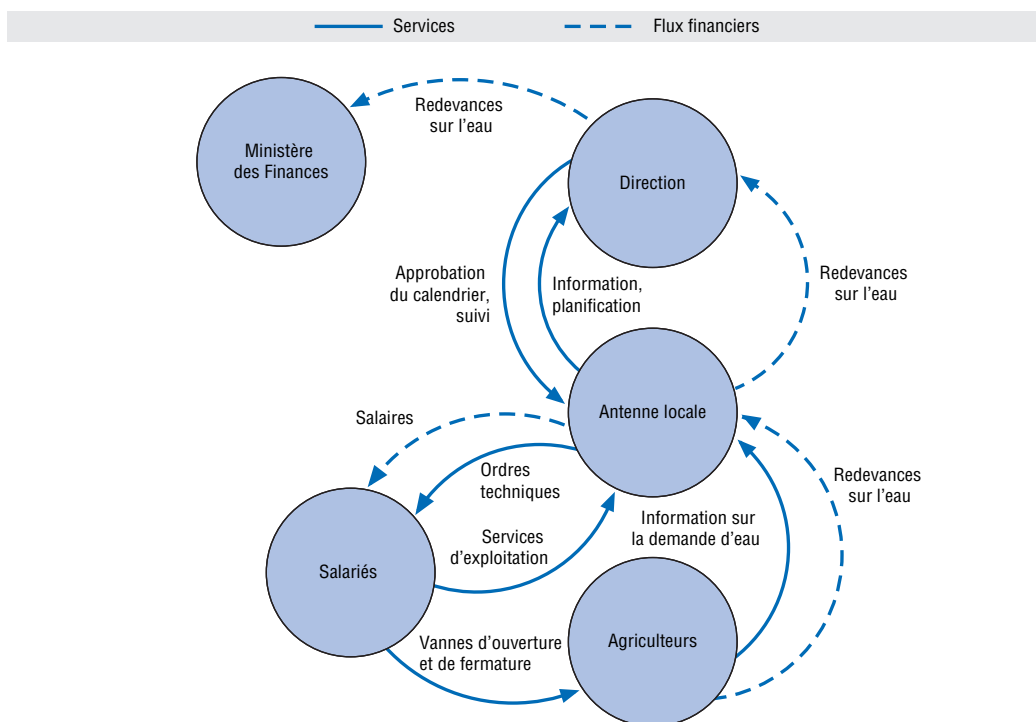 Services
Flux financiers
Redevances
sur l'eau
Ministère
des Finances
Direction
Approbation
du calendrier,
suivi
Information,
planification
Redevances
sur l'eau
Antenne locale
Salaires
Ordres
techniques
Redevances
sur l'eau
Information sur
la demande d'eau
Services
d'exploitation
Salariés
Vannes d'ouverture
et de fermature
Agriculteurs